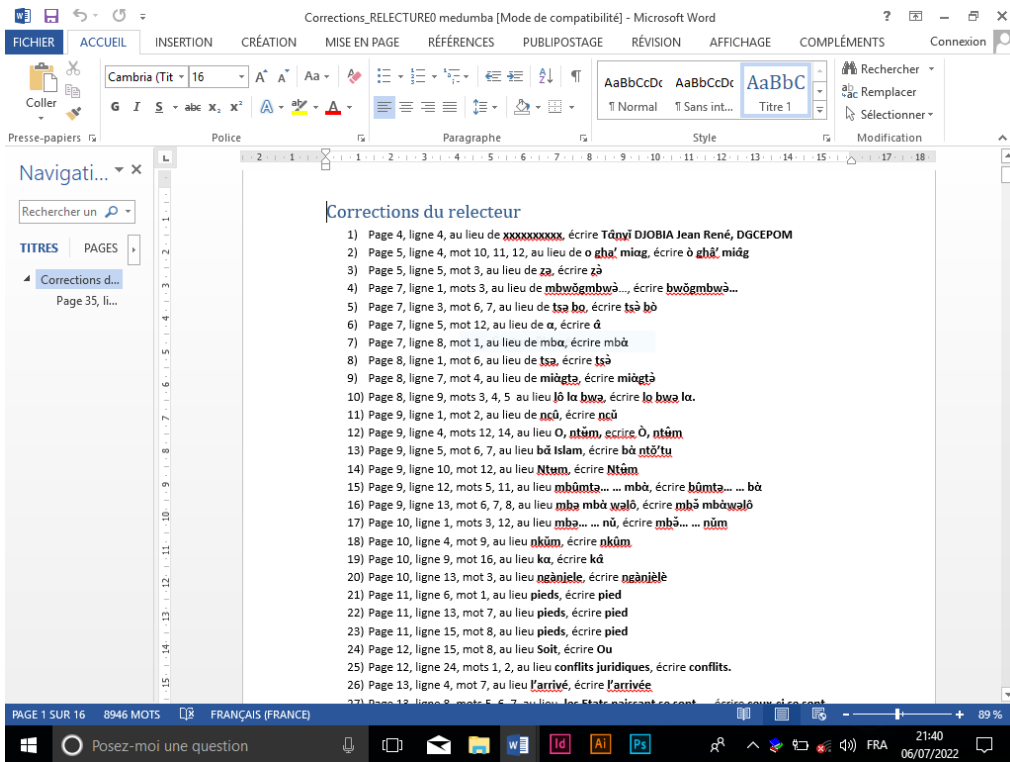 Corrections_RELECTURE0 medumba [Mode de compatibilité] - Microsoft Word
FICHIER ACCUEIL INSERTION CRÉATION MISE EN PAGE RÉFÉRENCES PUBLIPOSTAGE RÉVISION AFFICHAGE COMPLÉMENTS Connexion
Coller
Cambria (Tit 16
G I S abc x₂ x²
AaBbCcDc AaBbCcDc AaBbC
¶ Normal ¶ Sans int... Titre 1
Rechercher
Remplacer
Sélectionner
Presse-papiers Police Paragraphe Style Modification
Navigati...
Rechercher un
TITRES PAGES
Corrections d...
Page 35, li...
Corrections du relecteur
1) Page 4, ligne 4, au lieu de xxxxxxxxxx, écrire Tɑ̂nyǐ DJOBIA Jean René, DGCEPOM
2) Page 5, ligne 4, mot 10, 11, 12, au lieu de o ghɑ’ miɑg, écrire ò ghɑ̂’ miɑ́g
3) Page 5, ligne 5, mot 3, au lieu de zə, écrire zə̀
4) Page 7, ligne 1, mots 3, au lieu de mbwǒgmbwə̀..., écrire bwǒgmbwə̀...
5) Page 7, ligne 3, mot 6, 7, au lieu de tsə bo, écrire tsə̀ bò
6) Page 7, ligne 5, mot 12, au lieu de ɑ, écrire ɑ̂
7) Page 7, ligne 8, mot 1, au lieu de mbɑ, écrire mbɑ̀
8) Page 8, ligne 1, mot 6, au lieu de tsə, écrire tsə̀
9) Page 8, ligne 7, mot 4, au lieu de miɑ̀gtə, écrire miɑ̀gtə̀
10) Page 8, ligne 9, mots 3, 4, 5 au lieu de lô lɑ bwə, écrire lo bwə lɑ.
11) Page 9, ligne 1, mot 2, au lieu de ncû, écrire ncǔ
12) Page 9, ligne 4, mots 12, 14, au lieu O, ntʉ̌m, ecrire Ò, ntʉ̂m
13) Page 9, ligne 5, mot 6, 7, au lieu bɑ̌ Islam, écrire bɑ̀ ntǒ’tu
14) Page 9, ligne 10, mot 12, au lieu Ntʉm, écrire Ntʉ̂m
15) Page 9, ligne 12, mots 5, 11, au lieu mbûmtə... ... mbɑ̀, écrire bûmtə... ... bɑ̀
16) Page 9, ligne 13, mot 6, 7, 8, au lieu mbə mbɑ̀ wəlô, écrire mbə̌ mbɑ̀wəlô
17) Page 10, ligne 1, mots 3, 12, au lieu mbə... ... nǔ, écrire mbə̌... ... nǔm
18) Page 10, ligne 4, mot 9, au lieu nkǔm, écrire nkûm
19) Page 10, ligne 9, mot 16, au lieu kɑ, écrire kɑ̂
20) Page 10, ligne 13, mot 3, au lieu ngànjele, écrire ngànjèlè
21) Page 11, ligne 6, mot 1, au lieu pieds, écrire pied
22) Page 11, ligne 13, mot 7, au lieu pieds, écrire pied
23) Page 11, ligne 15, mot 8, au lieu pieds, écrire pied
24) Page 12, ligne 15, mot 8, au lieu Soit, écrire Ou
25) Page 12, ligne 24, mots 1, 2, au lieu conflits juridiques, écrire conflits.
26) Page 13, ligne 4, mot 7, au lieu l’arrivé, écrire l’arrivée
PAGE 1 SUR 16 8946 MOTS FRANÇAIS (FRANCE) 89 %
Posez-moi une question
FRA
21:40
06/07/2022